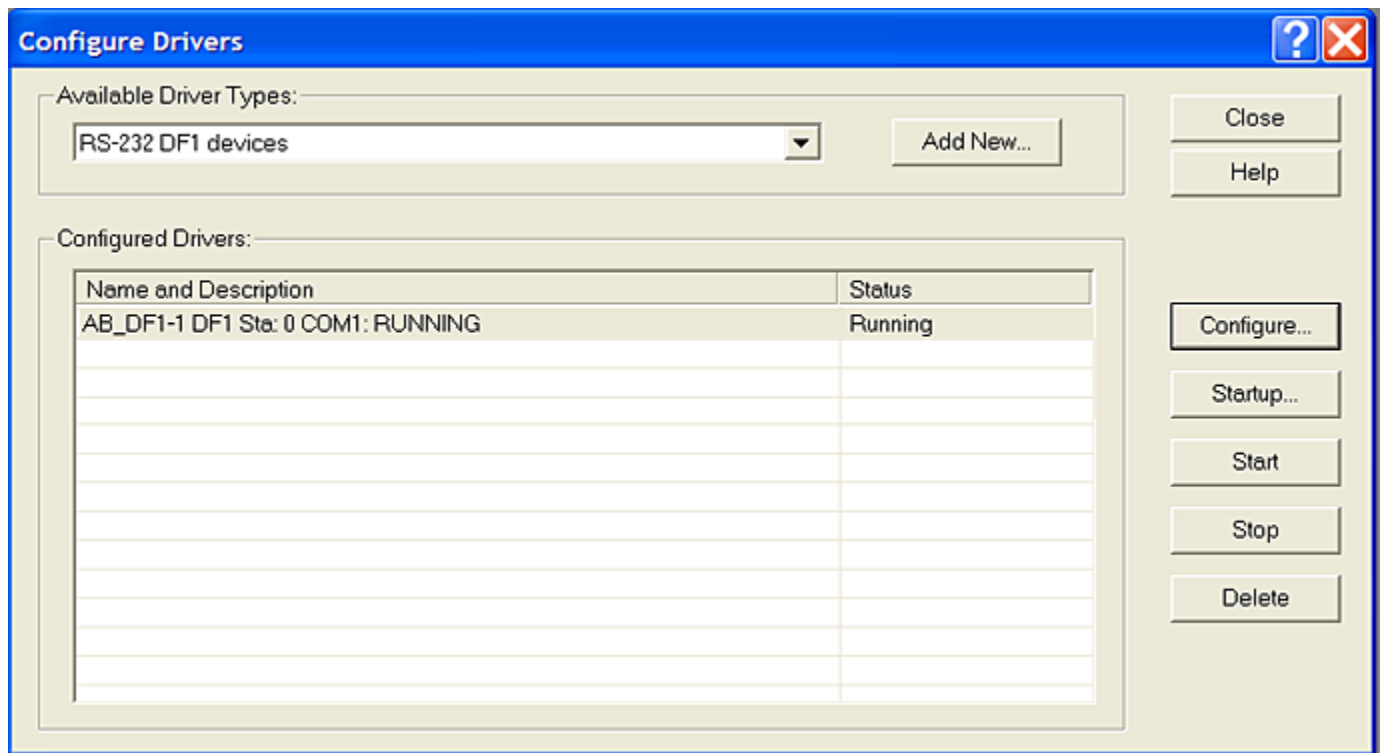 Configure Drivers
Available Driver Types:
RS-232 DF1 devices
Add New...
Close
Help
Configured Drivers:
Name and Description Status
AB_DF1-1 DF1 Sta: 0 COM1: RUNNING Running
Configure...
Startup...
Start
Stop
Delete